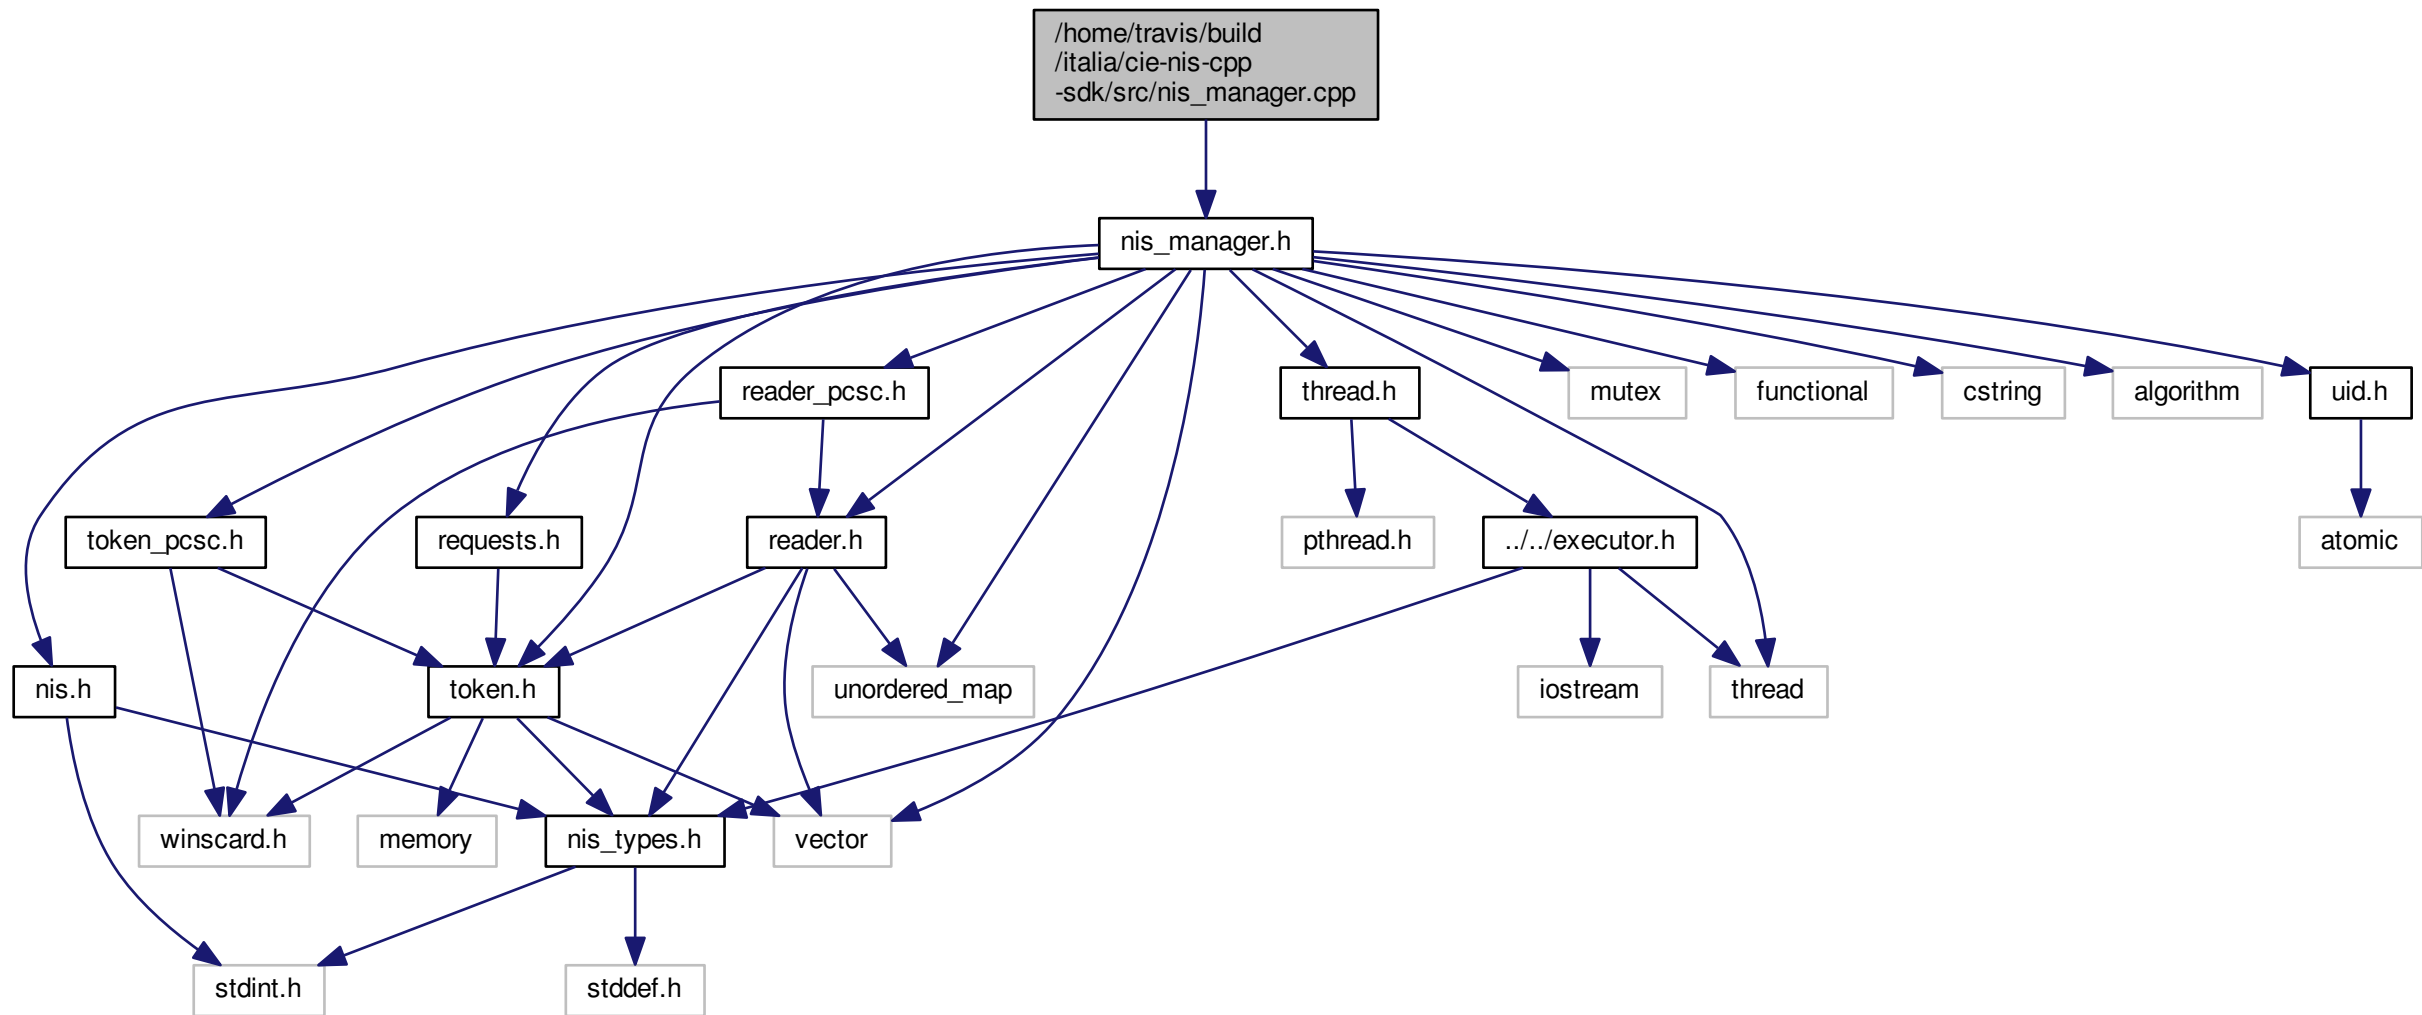 /home/travis/build
/italia/cie-nis-cpp
-sdk/src/nis_manager.cpp
nis_manager.h
reader_pcsc.h
thread.h
mutex
functional
cstring
algorithm
uid.h
token_pcsc.h
requests.h
reader.h
pthread.h
../../executor.h
atomic
nis.h
token.h
unordered_map
iostream
thread
winscard.h
memory
nis_types.h
vector
stdint.h
stddef.h